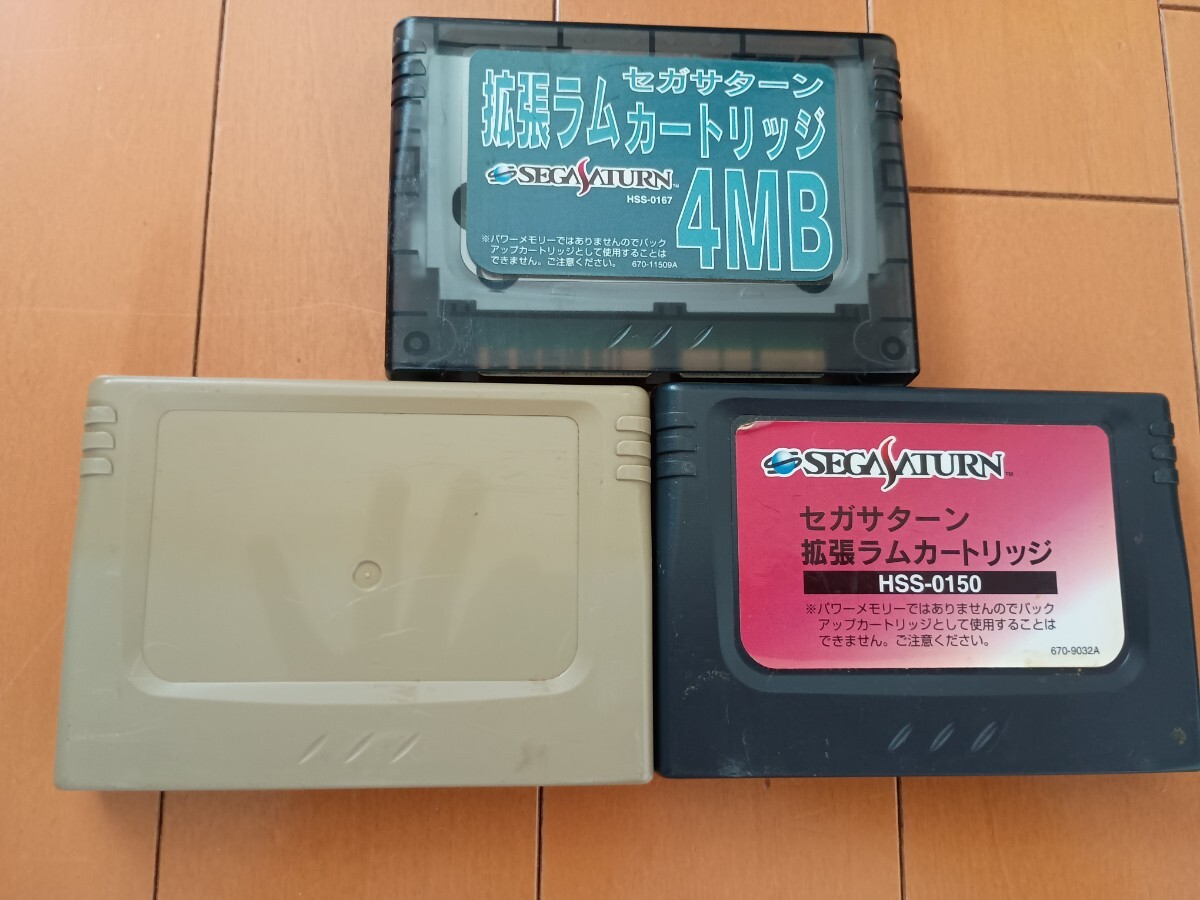 セガサターン
拡張ラムカートリッジ
SEGA SATURN™
HSS-0167
4MB
※パワーメモリーではありませんのでバック
アップカートリッジとして使用することは
できません。ご注意ください。 670-11509A
SEGA SATURN™
セガサターン
拡張ラムカートリッジ
HSS-0150
※パワーメモリーではありませんのでバック
アップカートリッジとして使用することは
できません。ご注意ください。
670-9032A